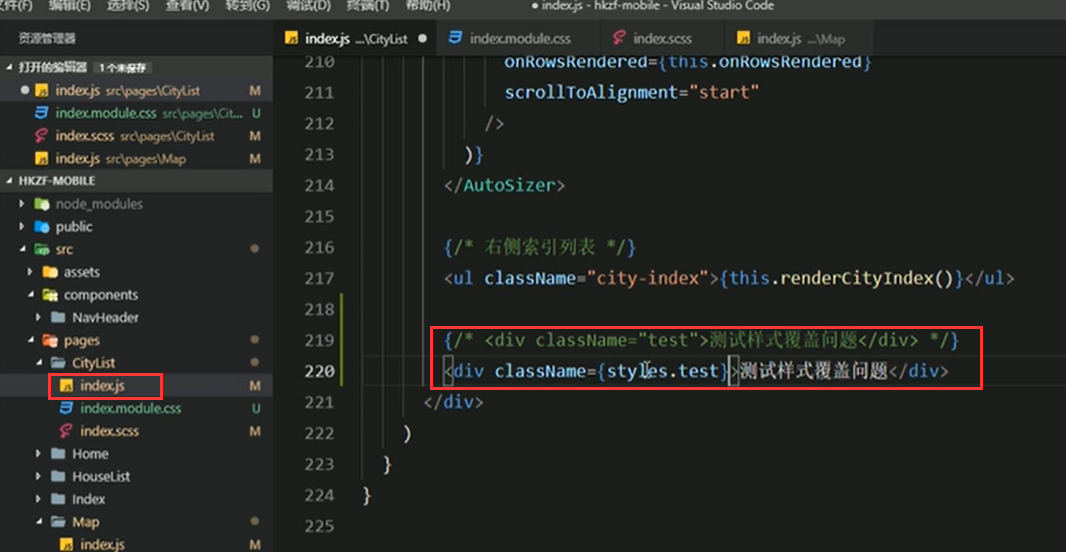 文件(F) 编辑(E) 选择(S) 查看(V) 转到(G) 调试(D) 终端(T) 帮助(H) ● index.js - hkzf-mobile - Visual Studio Code
资源管理器
打开的编辑器 1 个未保存
index.js src\pages\CityList M
index.module.css src\pages\Cit... U
index.scss src\pages\CityList M
index.js src\pages\Map M
HKZF-MOBILE
node_modules
public
src
assets
components
NavHeader
pages
CityList
index.js M
index.module.css U
index.scss M
Home
HouseList
Index
Map
index.js M
index.js ...\CityList ●
index.module.css
index.scss
index.js ...\Map
210 onRowsRendered={this.onRowsRendered}
211 scrollToAlignment="start"
212 />
213 )}
214 </AutoSizer>
215
216 {/* 右侧索引列表 */}
217 <ul className="city-index">{this.renderCityIndex()}</ul>
218
219 {/* <div className="test">测试样式覆盖问题</div> */}
220 <div className={styles.test}>测试样式覆盖问题</div>
221 </div>
222 )
223 }
224 }
225